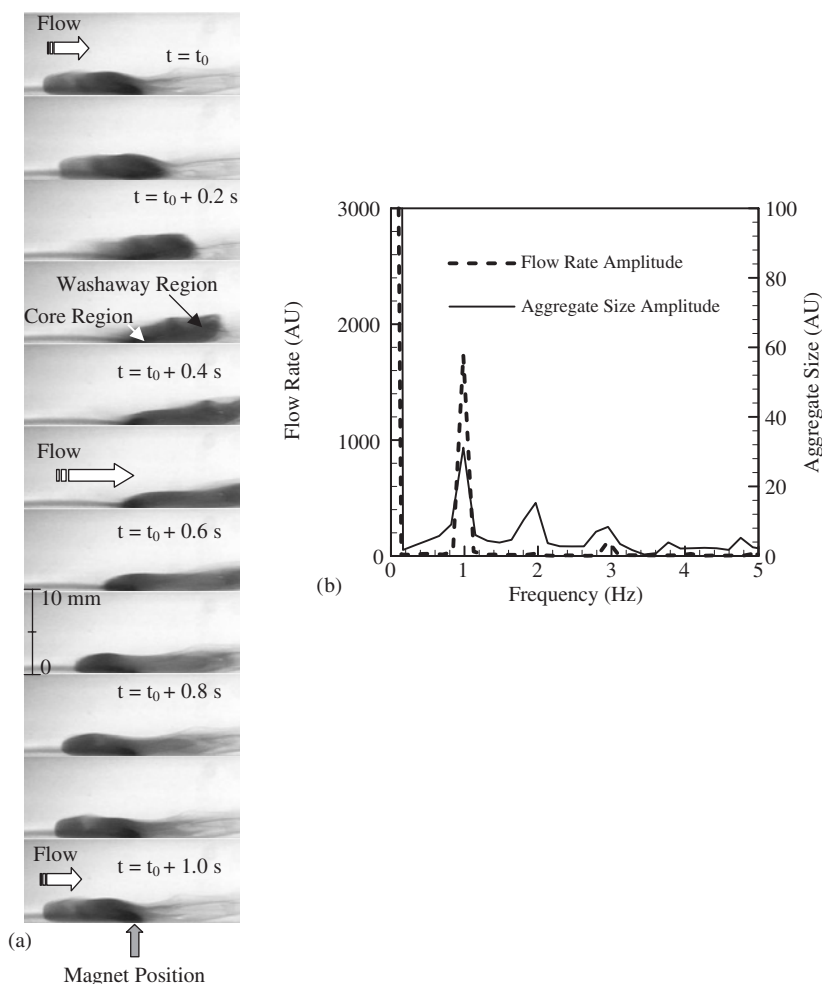 Flow
t = t0
t = t0 + 0.2 s
Washaway Region
Core Region
t = t0 + 0.4 s
Flow
t = t0 + 0.6 s
10 mm
0
t = t0 + 0.8 s
Flow
t = t0 + 1.0 s
(a)
Magnet Position
3000
2000
1000
0
Flow Rate (AU)
Flow Rate Amplitude
Aggregate Size Amplitude
100
80
60
40
20
0
Aggregate Size (AU)
0 1 2 3 4 5
Frequency (Hz)
(b)